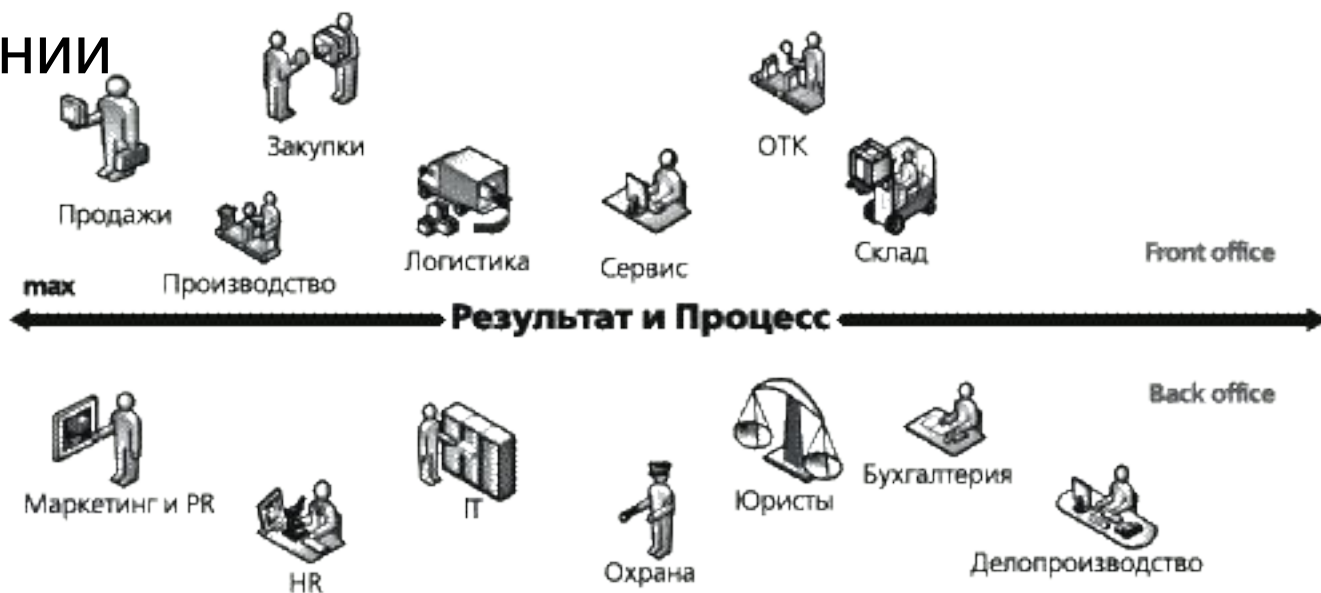 нии
Закупки
ОТК
Продажи
Производство
Логистика
Сервис
Склад
Front office
max
Результат и Процесс
Back office
Маркетинг и PR
HR
IT
Охрана
Юристы
Бухгалтерия
Делопроизводство